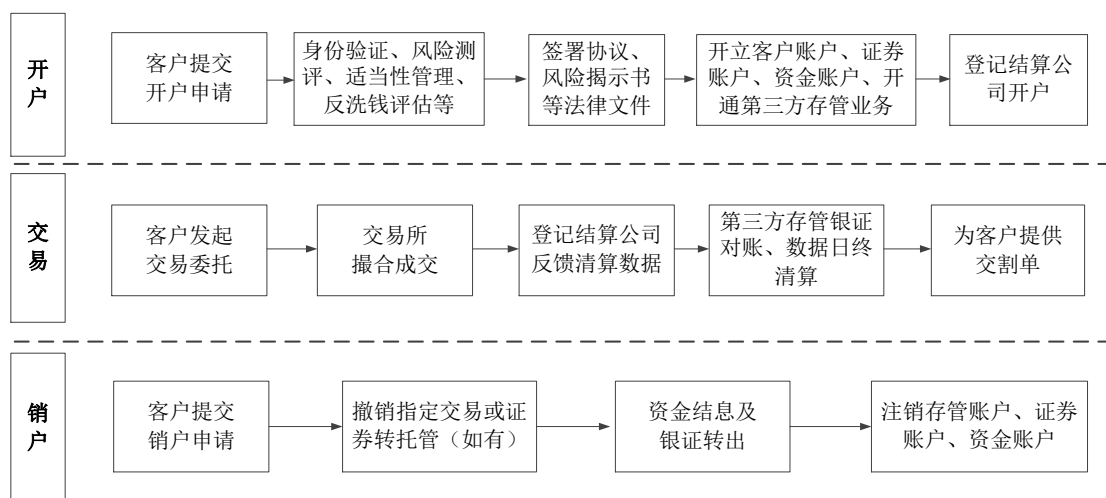 开
户
客户提交
开户申请
身份验证、风险测
评、适当性管理、
反洗钱评估等
签署协议、
风险揭示书
等法律文件
开立客户账户、证券
账户、资金账户、开
通第三方存管业务
登记结算公
司开户
交
易
客户发起
交易委托
交易所
撮合成交
登记结算公司
反馈清算数据
第三方存管银证
对账、数据日终
清算
为客户提供
交割单
销
户
客户提交
销户申请
撤销指定交易或证
券转托管（如有）
资金结息及
银证转出
注销存管账户、证券
账户、资金账户